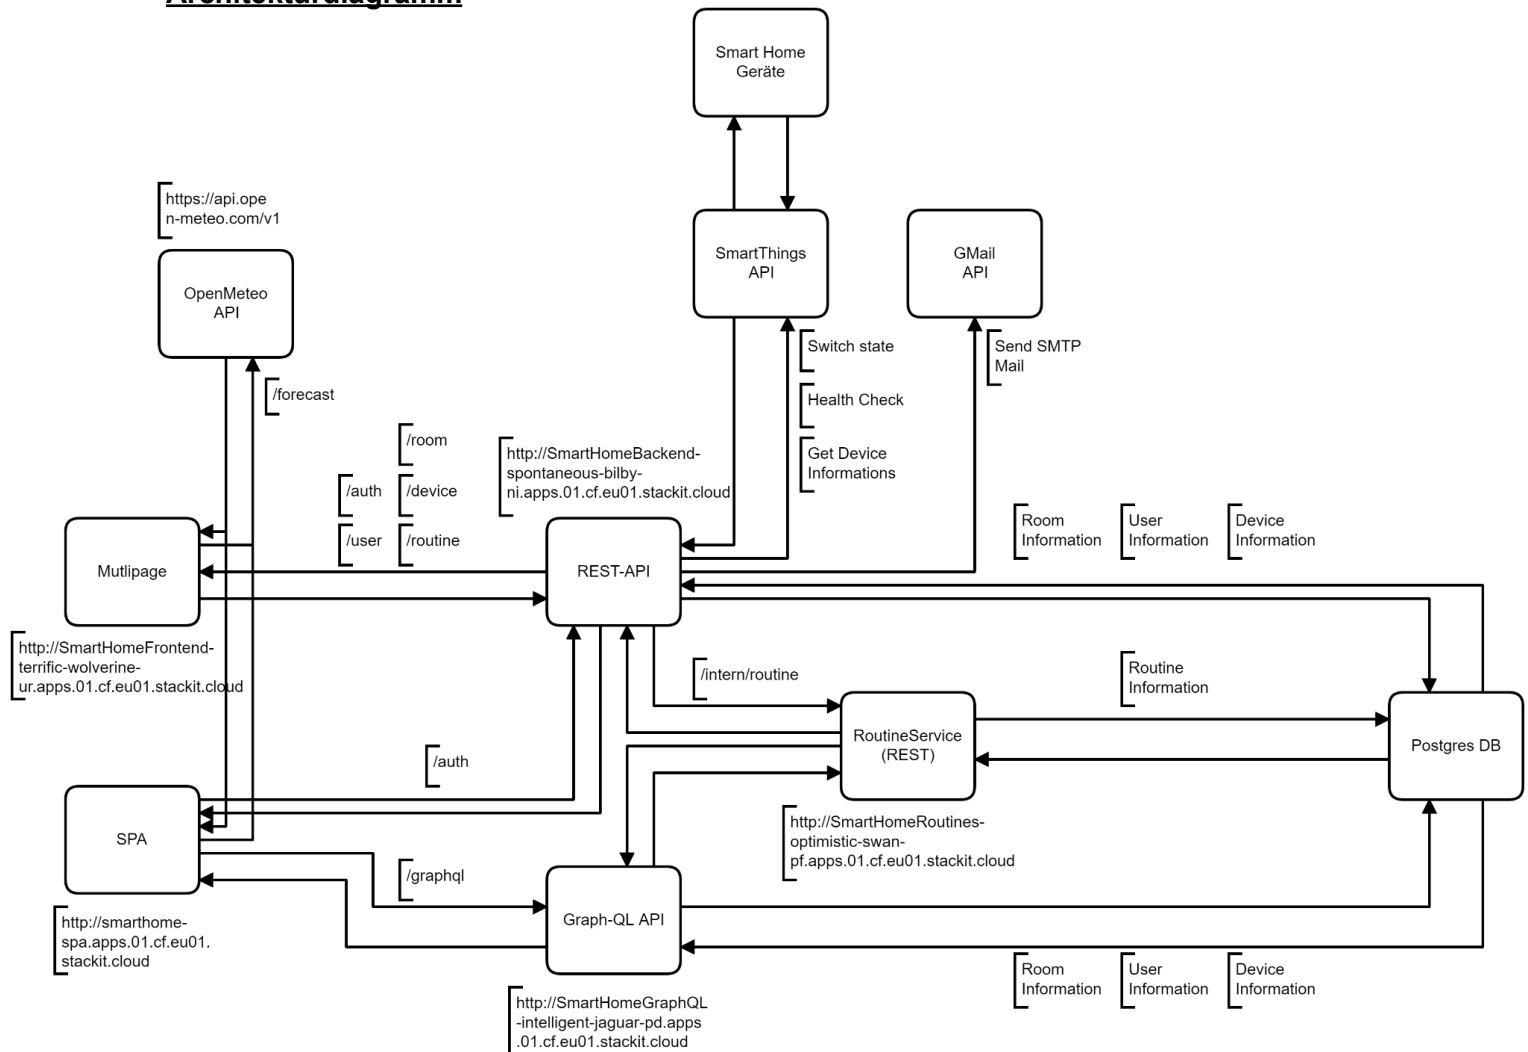 Architekturdiagramm
Smart Home
Geräte
https://api.ope
n-meteo.com/v1
OpenMeteo
API
SmartThings
API
GMail
API
/forecast
Switch state
Health Check
Get Device
Informations
Send SMTP
Mail
/room
/auth
/device
/user
/routine
http://SmartHomeBackend-
spontaneous-bilby-
ni.apps.01.cf.eu01.stackit.cloud
Room
Information
User
Information
Device
Information
Mutlipage
REST-API
http://SmartHomeFrontend-
terrific-wolverine-
ur.apps.01.cf.eu01.stackit.cloud
/intern/routine
Routine
Information
RoutineService
(REST)
Postgres DB
/auth
SPA
http://SmartHomeRoutines-
optimistic-swan-
pf.apps.01.cf.eu01.stackit.cloud
/graphql
Graph-QL API
http://smarthome-
spa.apps.01.cf.eu01.
stackit.cloud
Room
Information
User
Information
Device
Information
http://SmartHomeGraphQL
-intelligent-jaguar-pd.apps
.01.cf.eu01.stackit.cloud